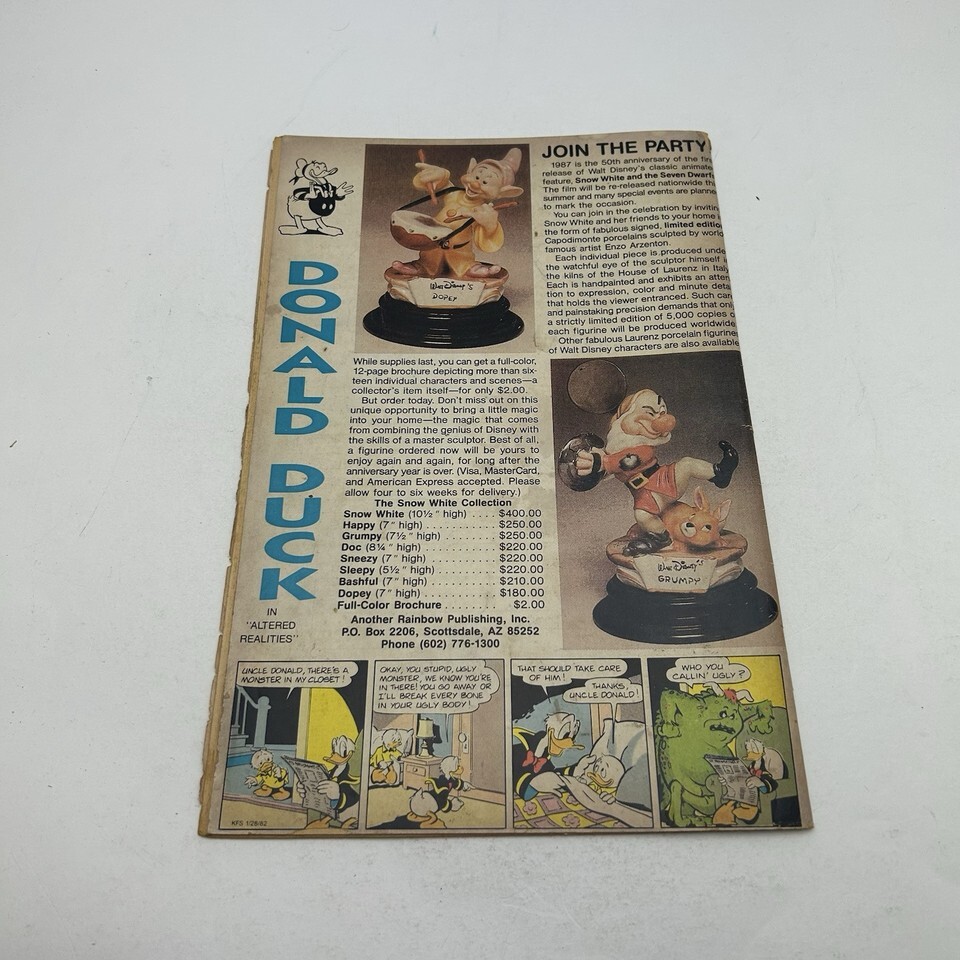 DONALD DUCK
IN
"ALTERED
REALITIES"
Walt Disney's
DOPEY
JOIN THE PARTY
1987 is the 50th anniversary of the
release of Walt Disney's classic
feature, Snow White and the Seven
The film will be re-released nationwide
summer and many special events are
to mark the occasion.
You can join in the celebration by
Snow White and her friends to your home
the form of fabulous signed, limited
Capodimonte porcelains sculpted by
famous artist Enzo Arzenton.
Each individual piece is produced
the watchful eye of the sculptor himself
the kilns of the House of Laurenz in
Each is handpainted and exhibits an
tion to expression, color and minute
that holds the viewer entranced. Such
and painstaking precision demands that
a strictly limited edition of 5,000 copies
each figurine will be produced worldwide
Other fabulous Laurenz porcelain
of Walt Disney characters are also available
While supplies last, you can get a full-color,
12-page brochure depicting more than six-
teen individual characters and scenes—a
collector's item itself—for only $2.00.
But order today. Don't miss out on this
unique opportunity to bring a little magic
into your home—the magic that comes
from combining the genius of Disney with
the skills of a master sculptor. Best of all,
a figurine ordered now will be yours to
enjoy again and again, for long after the
anniversary year is over. (Visa, MasterCard,
and American Express accepted. Please
allow four to six weeks for delivery.)
The Snow White Collection
Snow White (10½" high) .... $400.00
Happy (7" high) ........... $250.00
Grumpy (7½" high) ........ $250.00
Doc (8¼" high) ............ $220.00
Sneezy (7" high) .......... $220.00
Sleepy (5½" high) ......... $220.00
Bashful (7" high) .......... $210.00
Dopey (7" high) ........... $180.00
Full-Color Brochure ........ $2.00
Another Rainbow Publishing, Inc.
P.O. Box 2206, Scottsdale, AZ 85252
Phone (602) 776-1300
Walt Disney's
GRUMPY
UNCLE DONALD, THERE'S A
MONSTER IN MY CLOSET!
OKAY, YOU STUPID, UGLY
MONSTER, WE KNOW YOU'RE
IN THERE! YOU GO AWAY OR
I'LL BREAK EVERY BONE
IN YOUR UGLY BODY!
THAT SHOULD TAKE CARE
OF HIM!
THANKS,
UNCLE DONALD!
WHO YOU
CALLIN' UGLY?
KFS 1/28/62